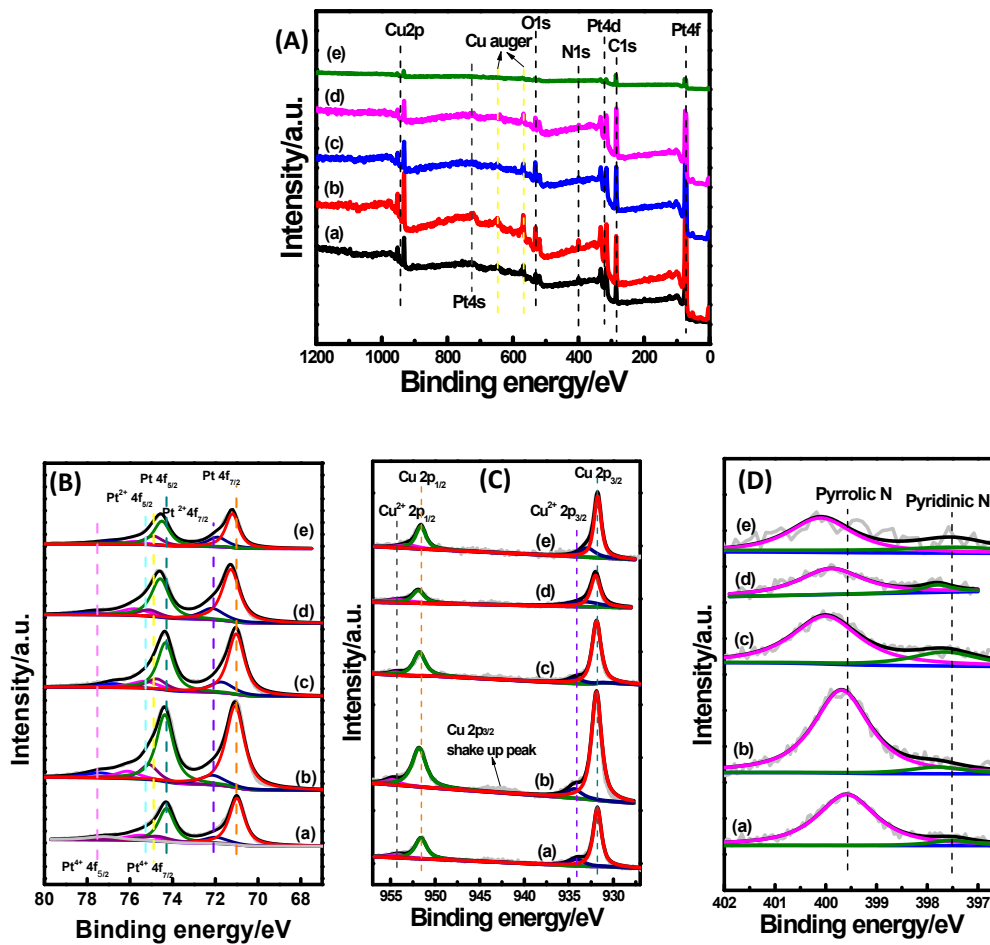 (A)
Cu2p
Cu auger
O1s
N1s
Pt4d
C1s
Pt4f
(e)
(d)
(c)
(b)
(a)
Pt4s
Intensity/a.u.
1200 1000 800 600 400 200 0
Binding energy/eV
(B)
Pt 4f5/2
Pt 4f7/2
Pt2+ 4f5/2
Pt 2+ 4f7/2
(e)
(d)
(c)
(b)
(a)
Pt4+ 4f5/2
Pt4+ 4f7/2
Intensity/a.u.
80 78 76 74 72 70 68
Binding energy/eV
(C)
Cu 2p1/2
Cu 2p3/2
Cu2+ 2p1/2
Cu2+ 2p3/2
(e)
(d)
(c)
Cu 2p3/2
shake up peak
(b)
(a)
Intensity/a.u.
955 950 945 940 935 930
Binding energy/eV
(D)
Pyrrolic N
Pyridinic N
(e)
(d)
(c)
(b)
(a)
Intensity/a.u.
402 401 400 399 398 397
Binding energy/eV